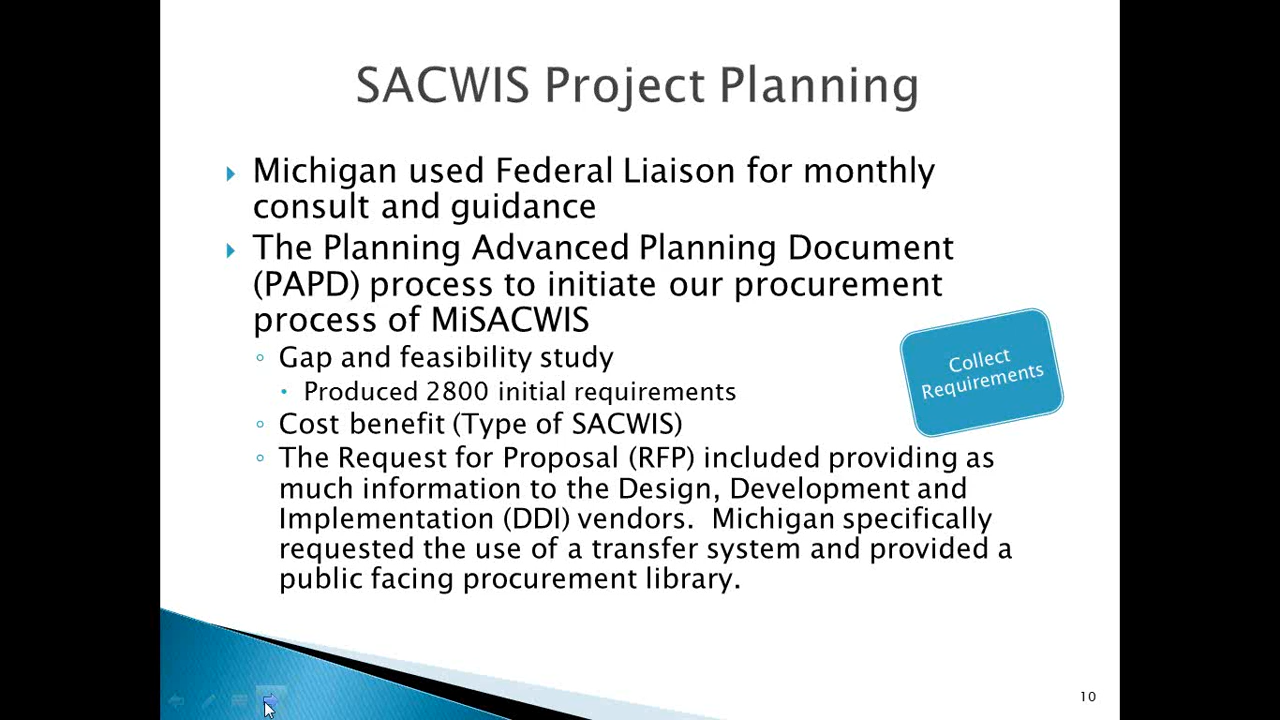 SACWIS Project Planning
Michigan used Federal Liaison for monthly
consult and guidance
The Planning Advanced Planning Document
(PAPD) process to initiate our procurement
process of MiSACWIS
Gap and feasibility study
Produced 2800 initial requirements
Cost benefit (Type of SACWIS)
The Request for Proposal (RFP) included providing as
much information to the Design, Development and
Implementation (DDI) vendors.  Michigan specifically
requested the use of a transfer system and provided a
public facing procurement library.
Collect
Requirements
10